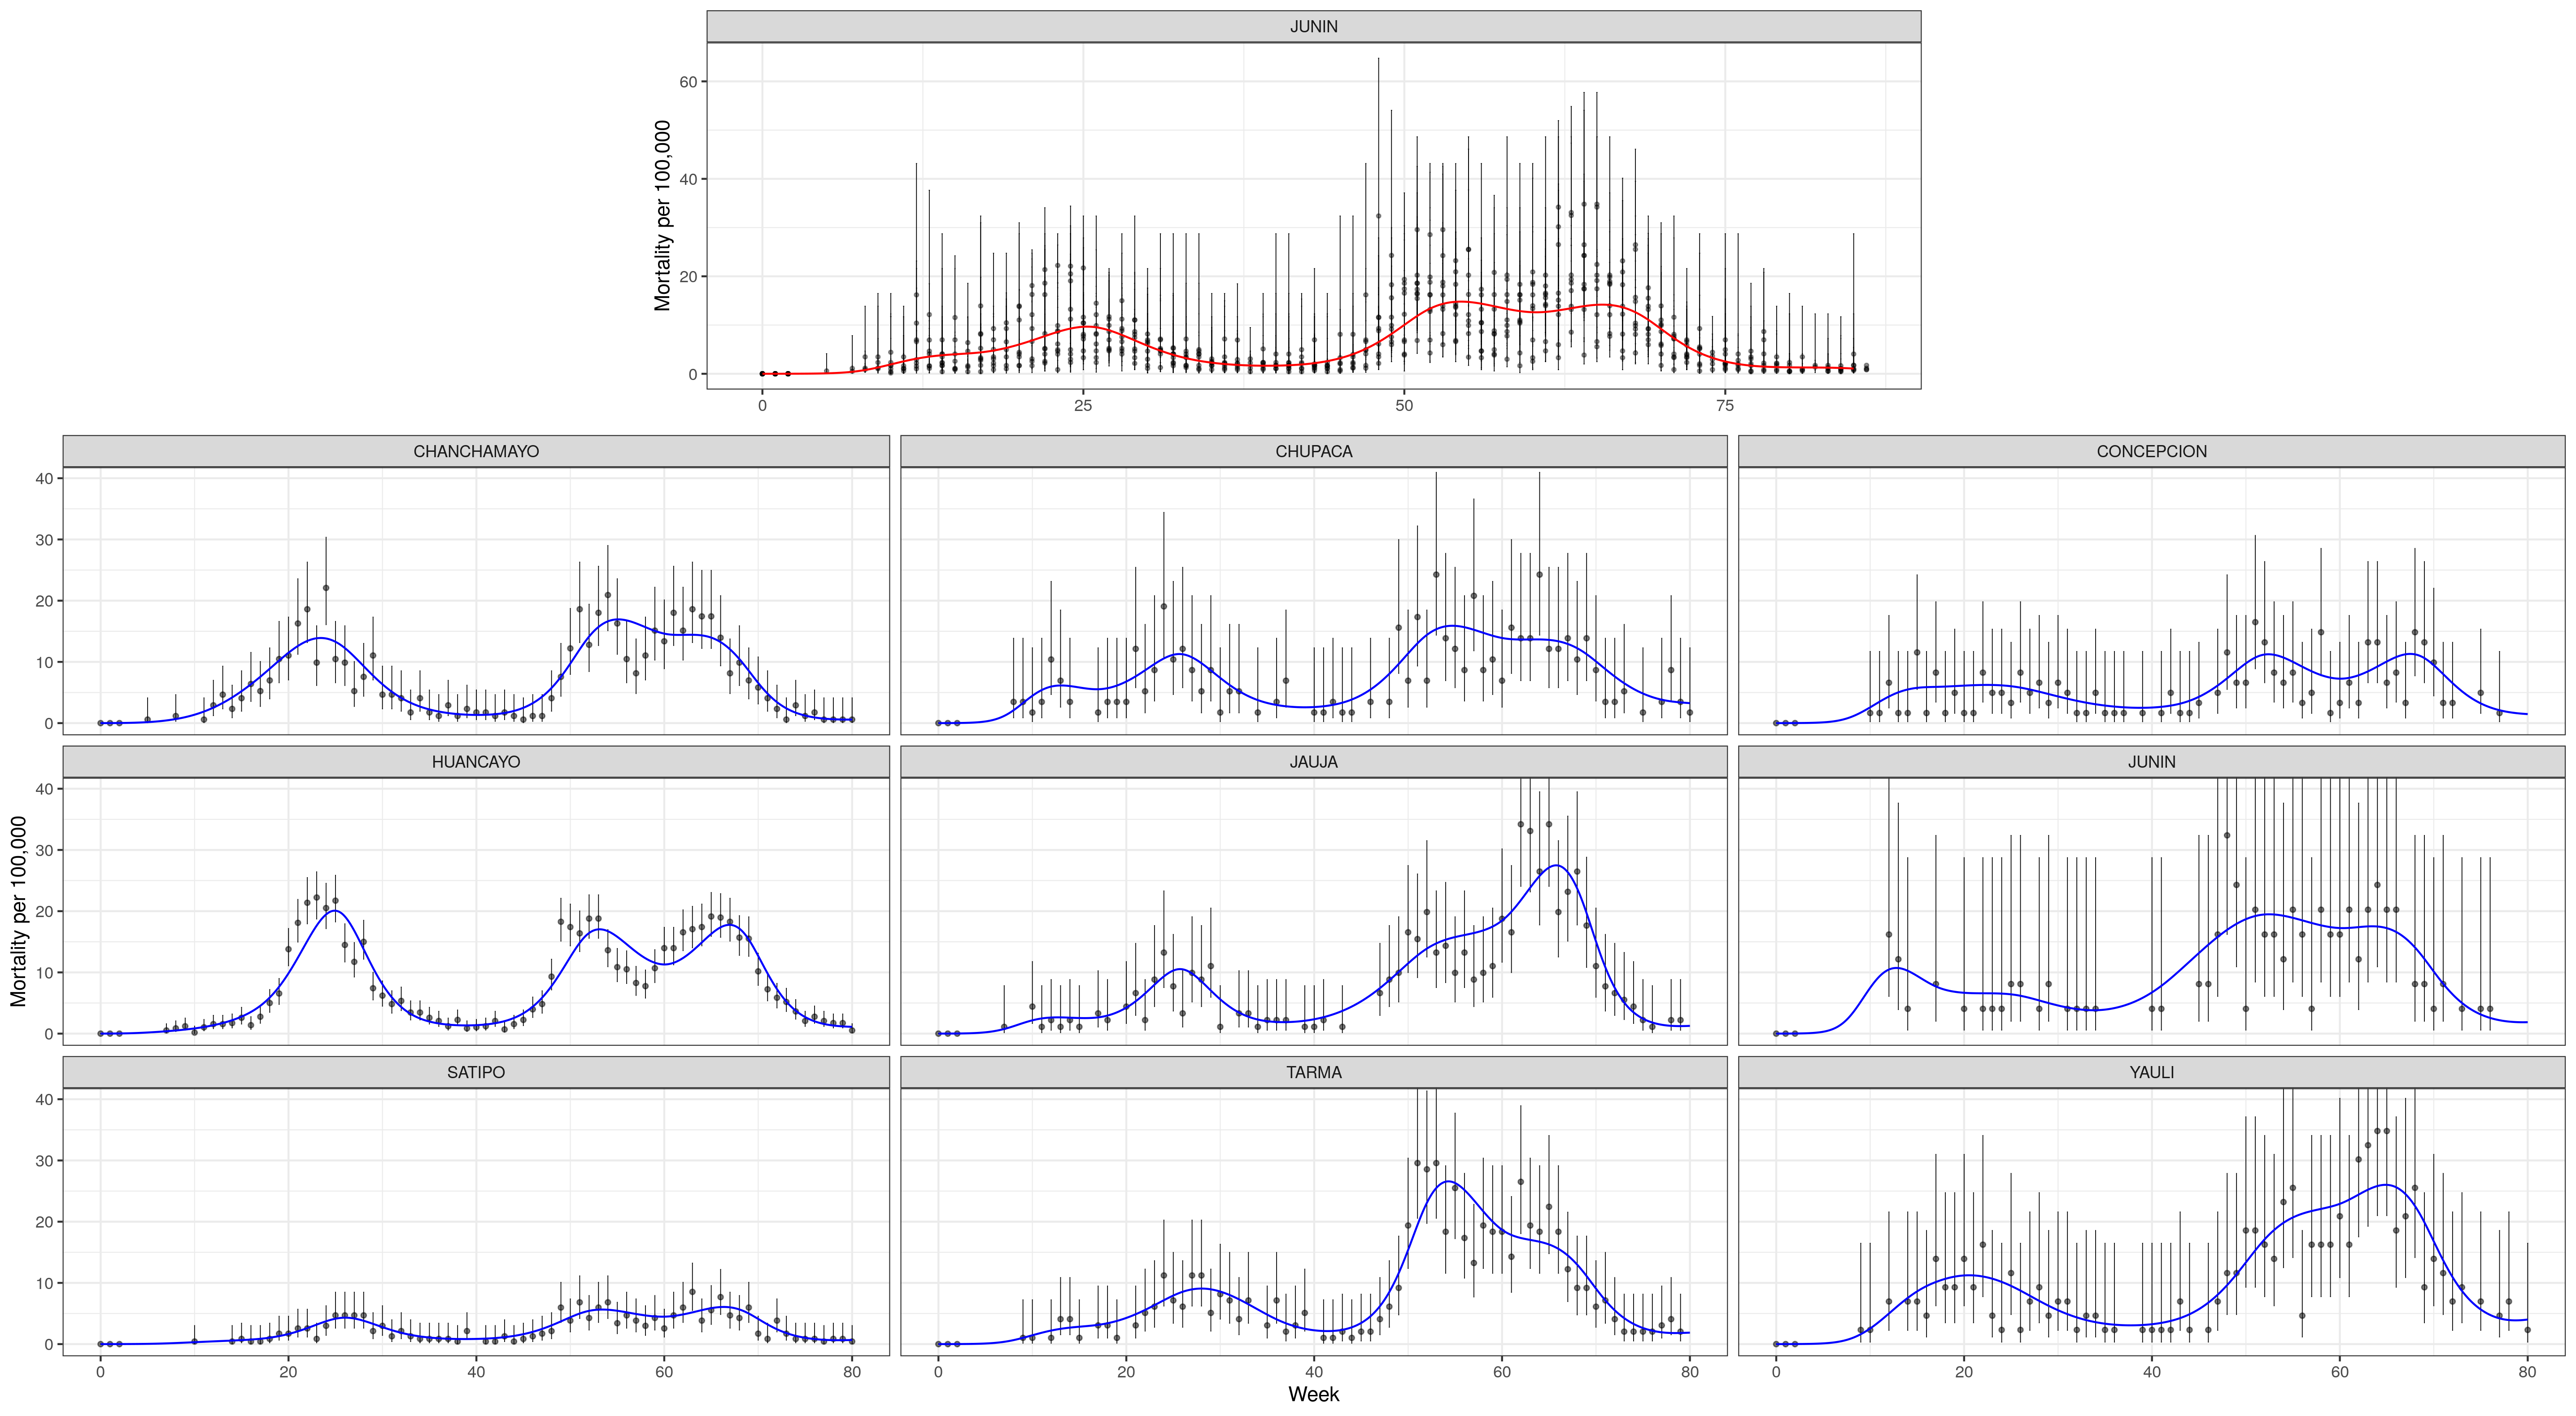 JUNIN
Mortality per 100,000
60
40
20
0
0 25 50 75
CHANCHAMAYO CHUPACA CONCEPCION
40
30
20
10
0
HUANCAYO JAUJA JUNIN
Mortality per 100,000
40
30
20
10
0
SATIPO TARMA YAULI
40
30
20
10
0
0 20 40 60 80 0 20 40 60 80 0 20 40 60 80
Week